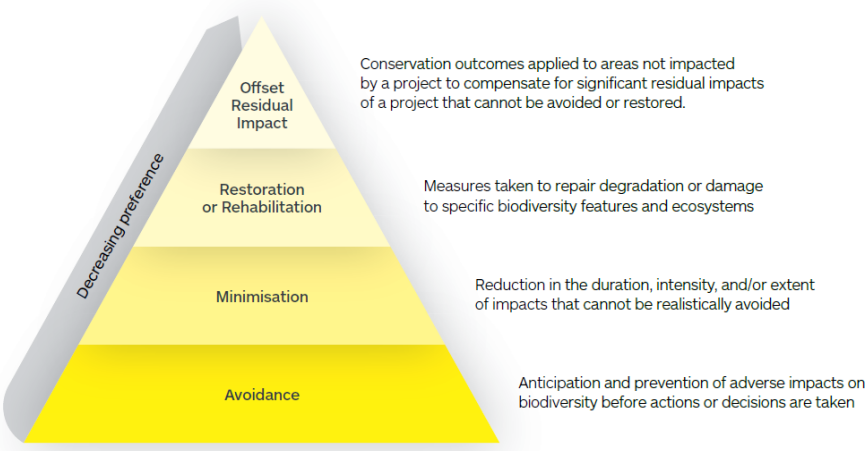 Decreasing preference
Offset
Residual
Impact
Conservation outcomes applied to areas not impacted
by a project to compensate for significant residual impacts
of a project that cannot be avoided or restored.
Restoration
or Rehabilitation
Measures taken to repair degradation or damage
to specific biodiversity features and ecosystems
Minimisation
Reduction in the duration, intensity, and/or extent
of impacts that cannot be realistically avoided
Avoidance
Anticipation and prevention of adverse impacts on
biodiversity before actions or decisions are taken